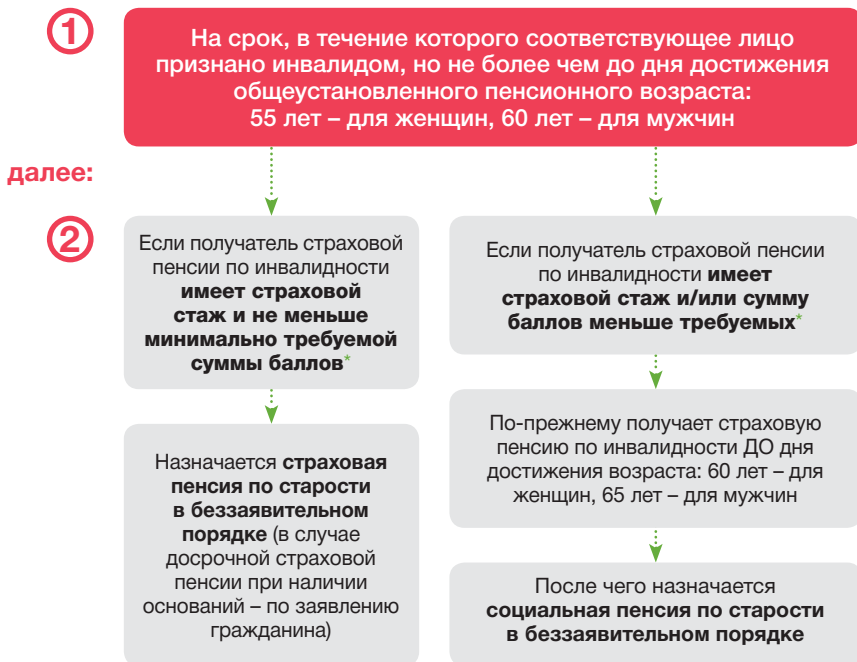 1
На срок, в течение которого соответствующее лицо
признано инвалидом, но не более чем до дня достижения
общеустановленного пенсионного возраста:
55 лет – для женщин, 60 лет – для мужчин
далее:
2
Если получатель страховой
пенсии по инвалидности
имеет страховой
стаж и не меньше
минимально требуемой
суммы баллов*
Назначается страховая
пенсия по старости
в беззаявительном
порядке (в случае
досрочной страховой
пенсии при наличии
оснований – по заявлению
гражданина)
Если получатель страховой пенсии
по инвалидности имеет
страховой стаж и/или сумму
баллов меньше требуемых*
По-прежнему получает страховую
пенсию по инвалидности ДО дня
достижения возраста: 60 лет – для
женщин, 65 лет – для мужчин
После чего назначается
социальная пенсия по старости
в беззаявительном порядке